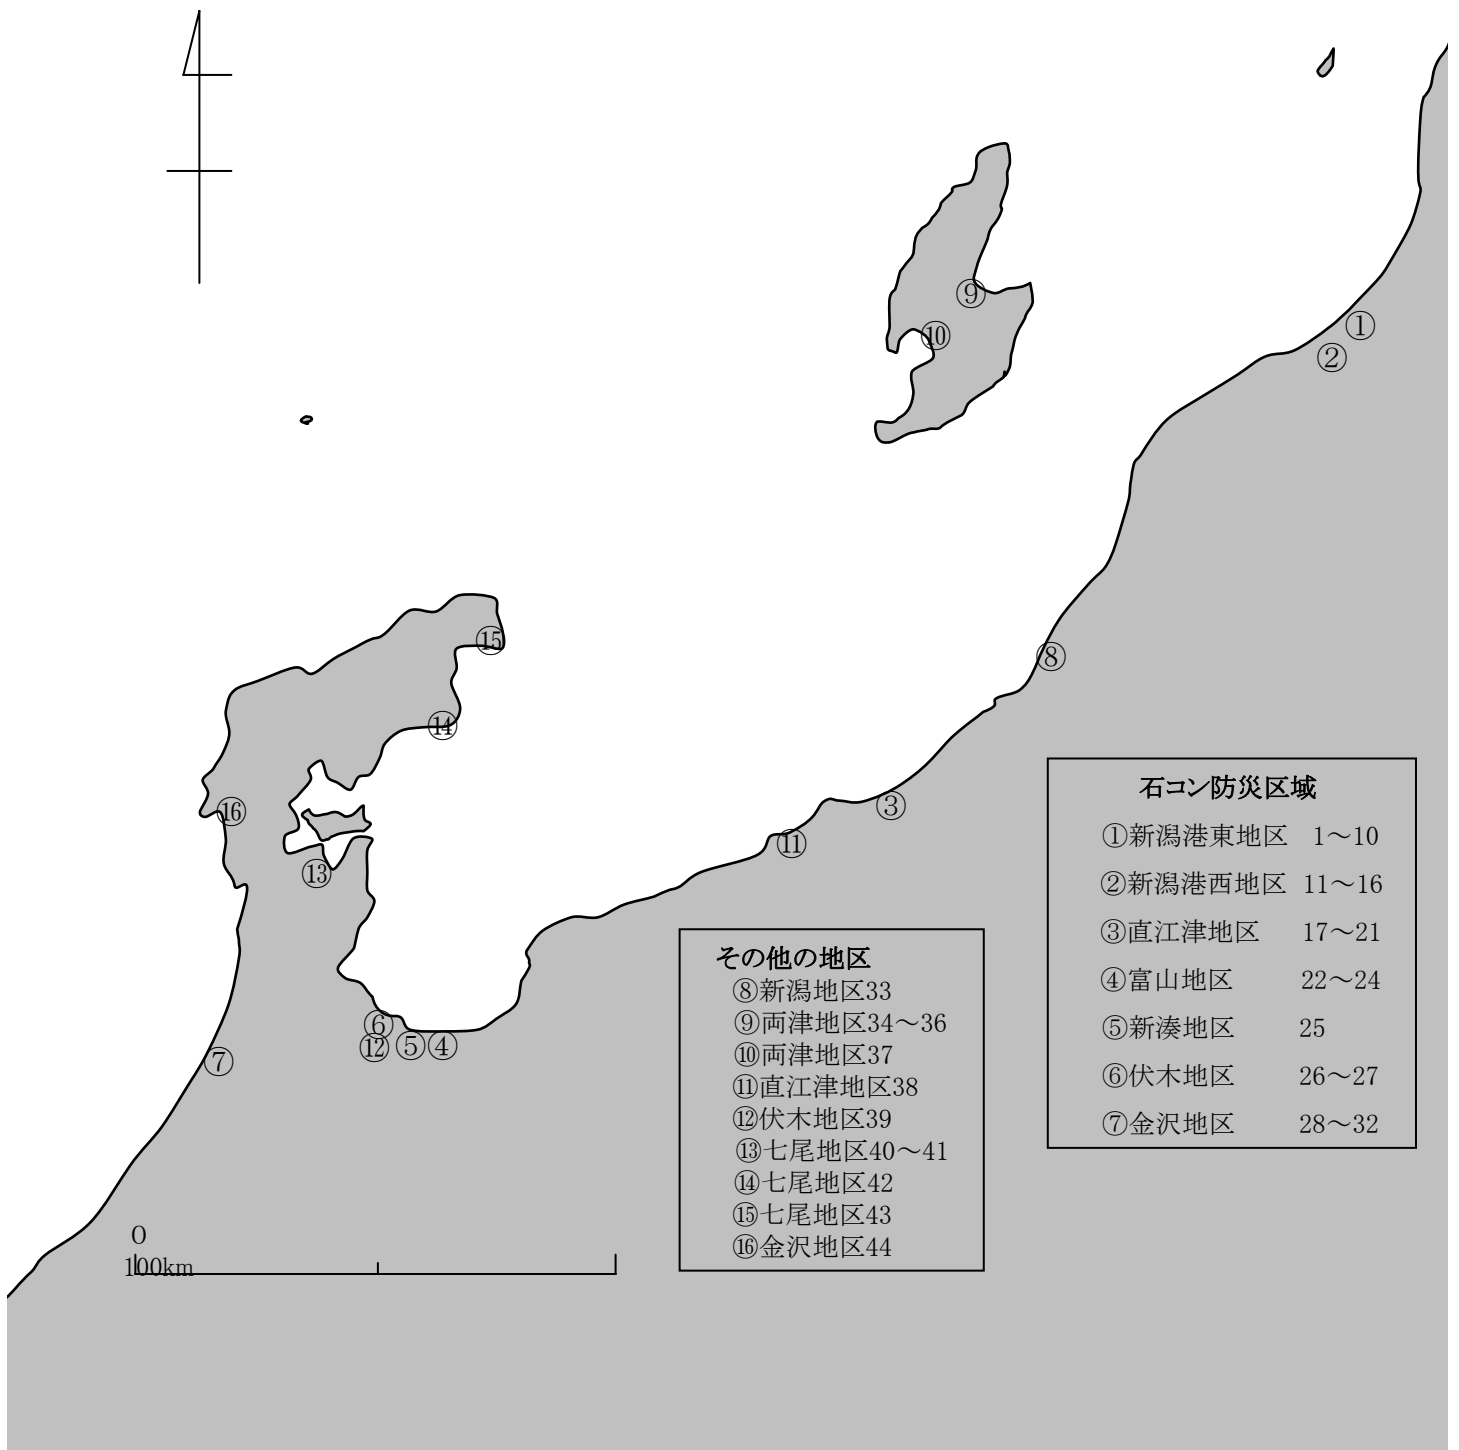 ⑨
①
②
⑩
⑮
⑧
⑭
③
⑯
⑪
⑬
⑥
⑫
⑤
④
⑦
石コン防災区域
①新潟港東地区 1～10
②新潟港西地区 11～16
③直江津地区 17～21
④富山地区 22～24
⑤新湊地区 25
⑥伏木地区 26～27
⑦金沢地区 28～32
その他の地区
⑧新潟地区33
⑨両津地区34～36
⑩両津地区37
⑪直江津地区38
⑫伏木地区39
⑬七尾地区40～41
⑭七尾地区42
⑮七尾地区43
⑯金沢地区44
0
100km